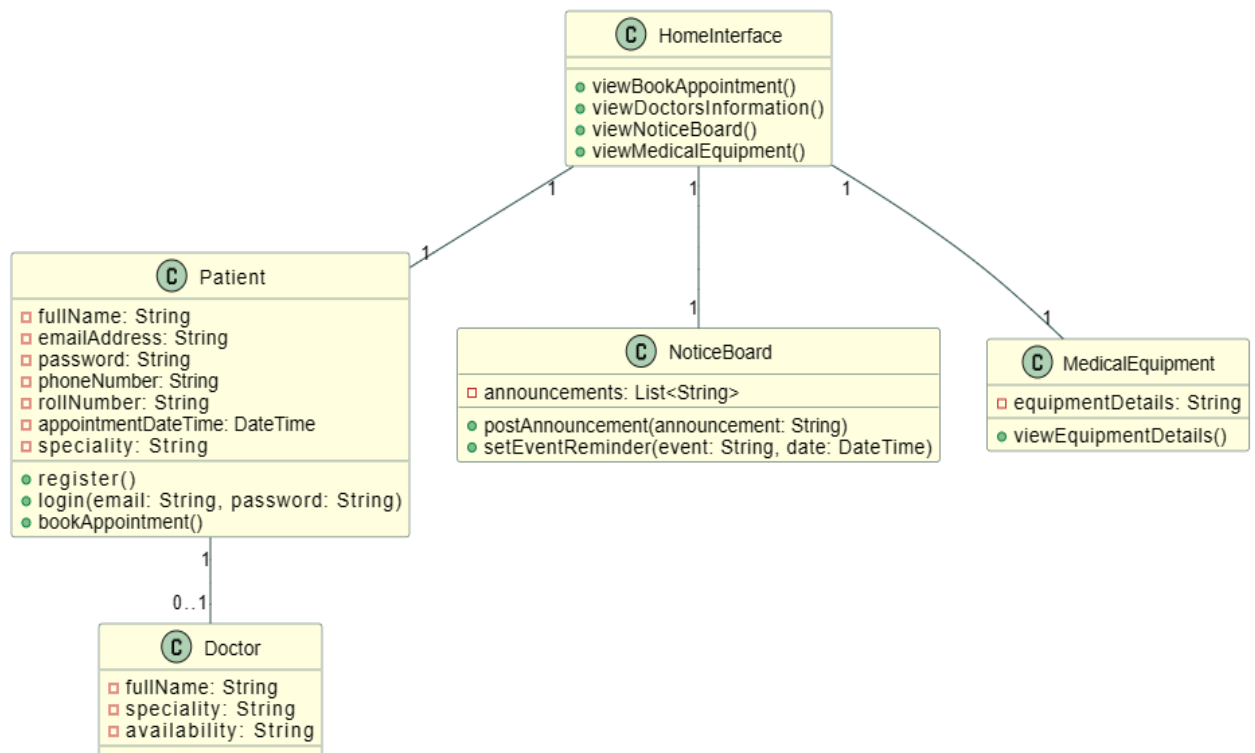 C HomeInterface
viewBookAppointment()
viewDoctorsInformation()
viewNoticeBoard()
viewMedicalEquipment()
1
1
1
1
1
1
C Patient
fullName: String
emailAddress: String
password: String
phoneNumber: String
rollNumber: String
appointmentDateTime: DateTime
speciality: String
register()
login(email: String, password: String)
bookAppointment()
C NoticeBoard
announcements: List<String>
postAnnouncement(announcement: String)
setEventReminder(event: String, date: DateTime)
C MedicalEquipment
equipmentDetails: String
viewEquipmentDetails()
1
0..1
C Doctor
fullName: String
speciality: String
availability: String